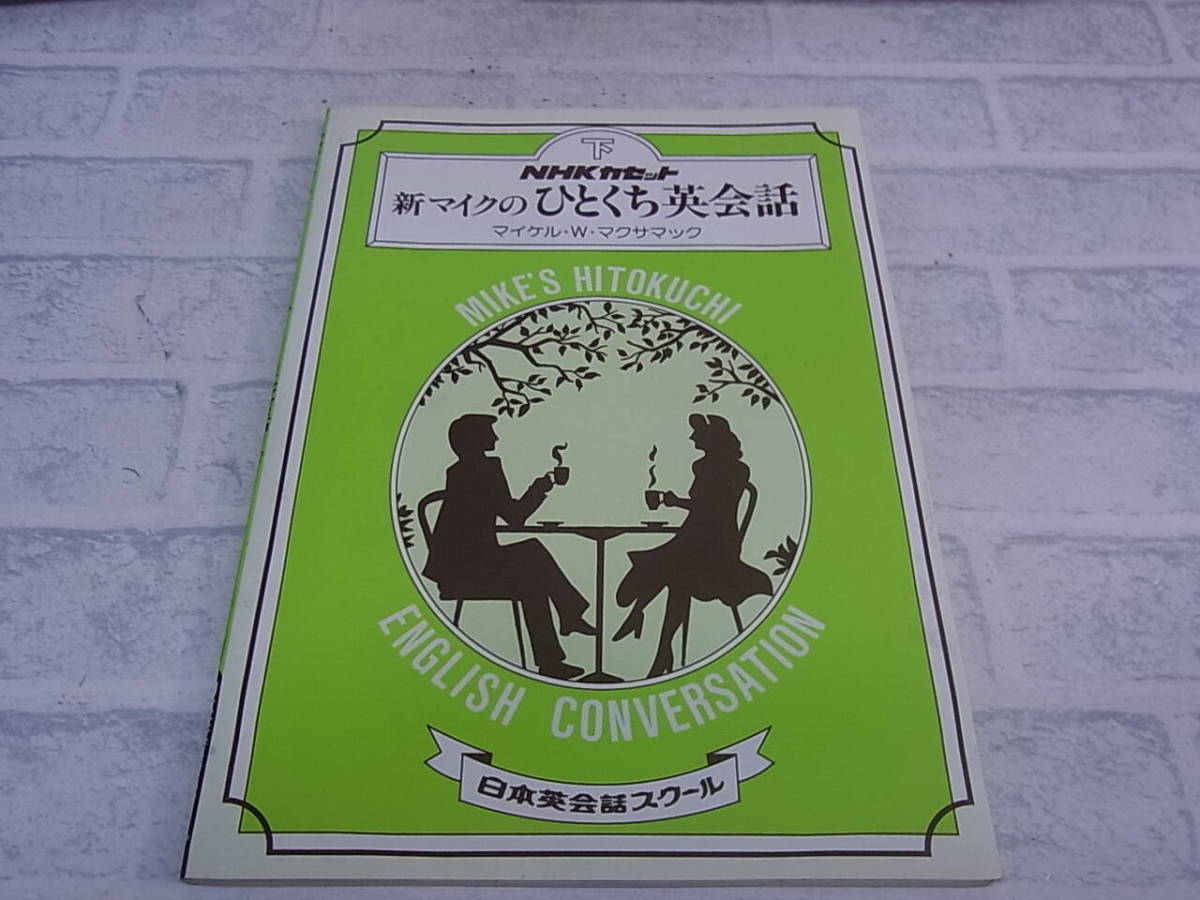 下
NHKカセット
新マイクのひとくち英会話
マイケル・W・マクサマック
MIKE'S HITOKUCHI
ENGLISH CONVERSATION
日本英会話スクール